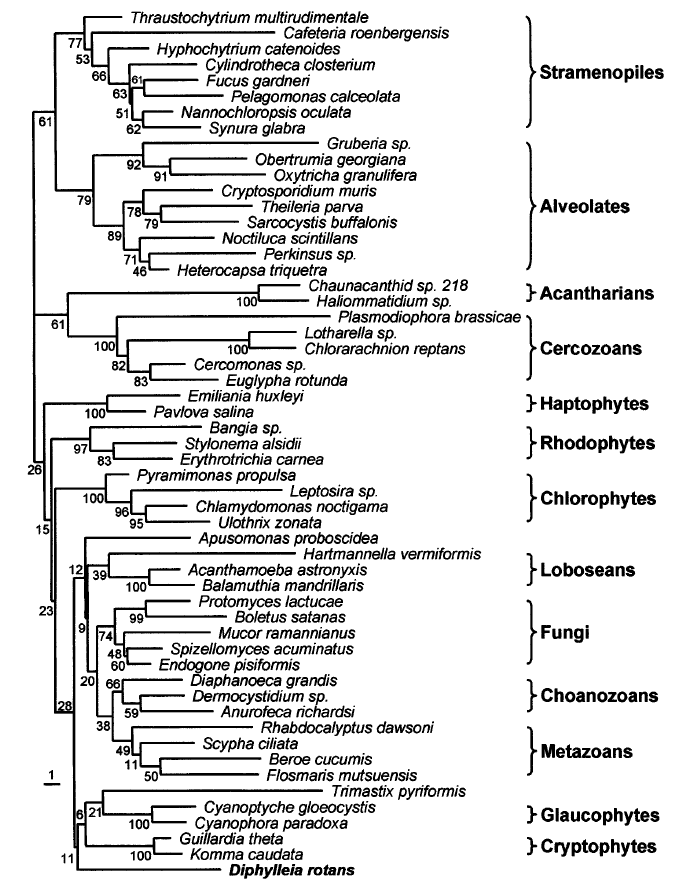 Thraustochytrium multirudimentale
77
Cafeteria roenbergensis
53
Hyphochytrium catenoides
66
Cylindrotheca closterium
Stramenopiles
61
Fucus gardneri
63
Pelagomonas calceolata
51
Nannochloropsis oculata
61
62
Synura glabra
Gruberia sp.
92
Obertrumia georgiana
91
Oxytricha granulifera
79
Cryptosporidium muris
78
Theileria parva
Alveolates
79
Sarcocystis buffalonis
89
Noctiluca scintillans
71
Perkinsus sp.
46
Heterocapsa triquetra
Chaunacanthid sp. 218
100
Haliommatidium sp.
Acantharians
61
Plasmodiophora brassicae
100
Lotharella sp.
100
Chlorarachnion reptans
Cercozoans
82
Cercomonas sp.
83
Euglypha rotunda
Emiliania huxleyi
100
Pavlova salina
Haptophytes
Bangia sp.
97
Stylonema alsidii
Rhodophytes
83
Erythrotrichia carnea
26
Pyramimonas propulsa
100
Leptosira sp.
Chlorophytes
96
Chlamydomonas noctigama
95
Ulothrix zonata
15
Apusomonas proboscidea
Hartmannella vermiformis
12
39
Acanthamoeba astronyxis
Loboseans
100
Balamuthia mandrillaris
23
Protomyces lactucae
99
Boletus satanas
9
74
Mucor ramannianus
Fungi
48
Spizellomyces acuminatus
60
Endogone pisiformis
20
66
Diaphanoeca grandis
Dermocystidium sp.
Choanozoans
59
Anurofeca richardsi
28
38
Rhabdocalyptus dawsoni
49
Scypha ciliata
Metazoans
11
Beroe cucumis
50
Flosmaris mutsuensis
1
Trimastix pyriformis
6
21
Cyanoptyche gloeocystis
Glaucophytes
100
Cyanophora paradoxa
Guillardia theta
Cryptophytes
100
Komma caudata
11
Diphylleia rotans